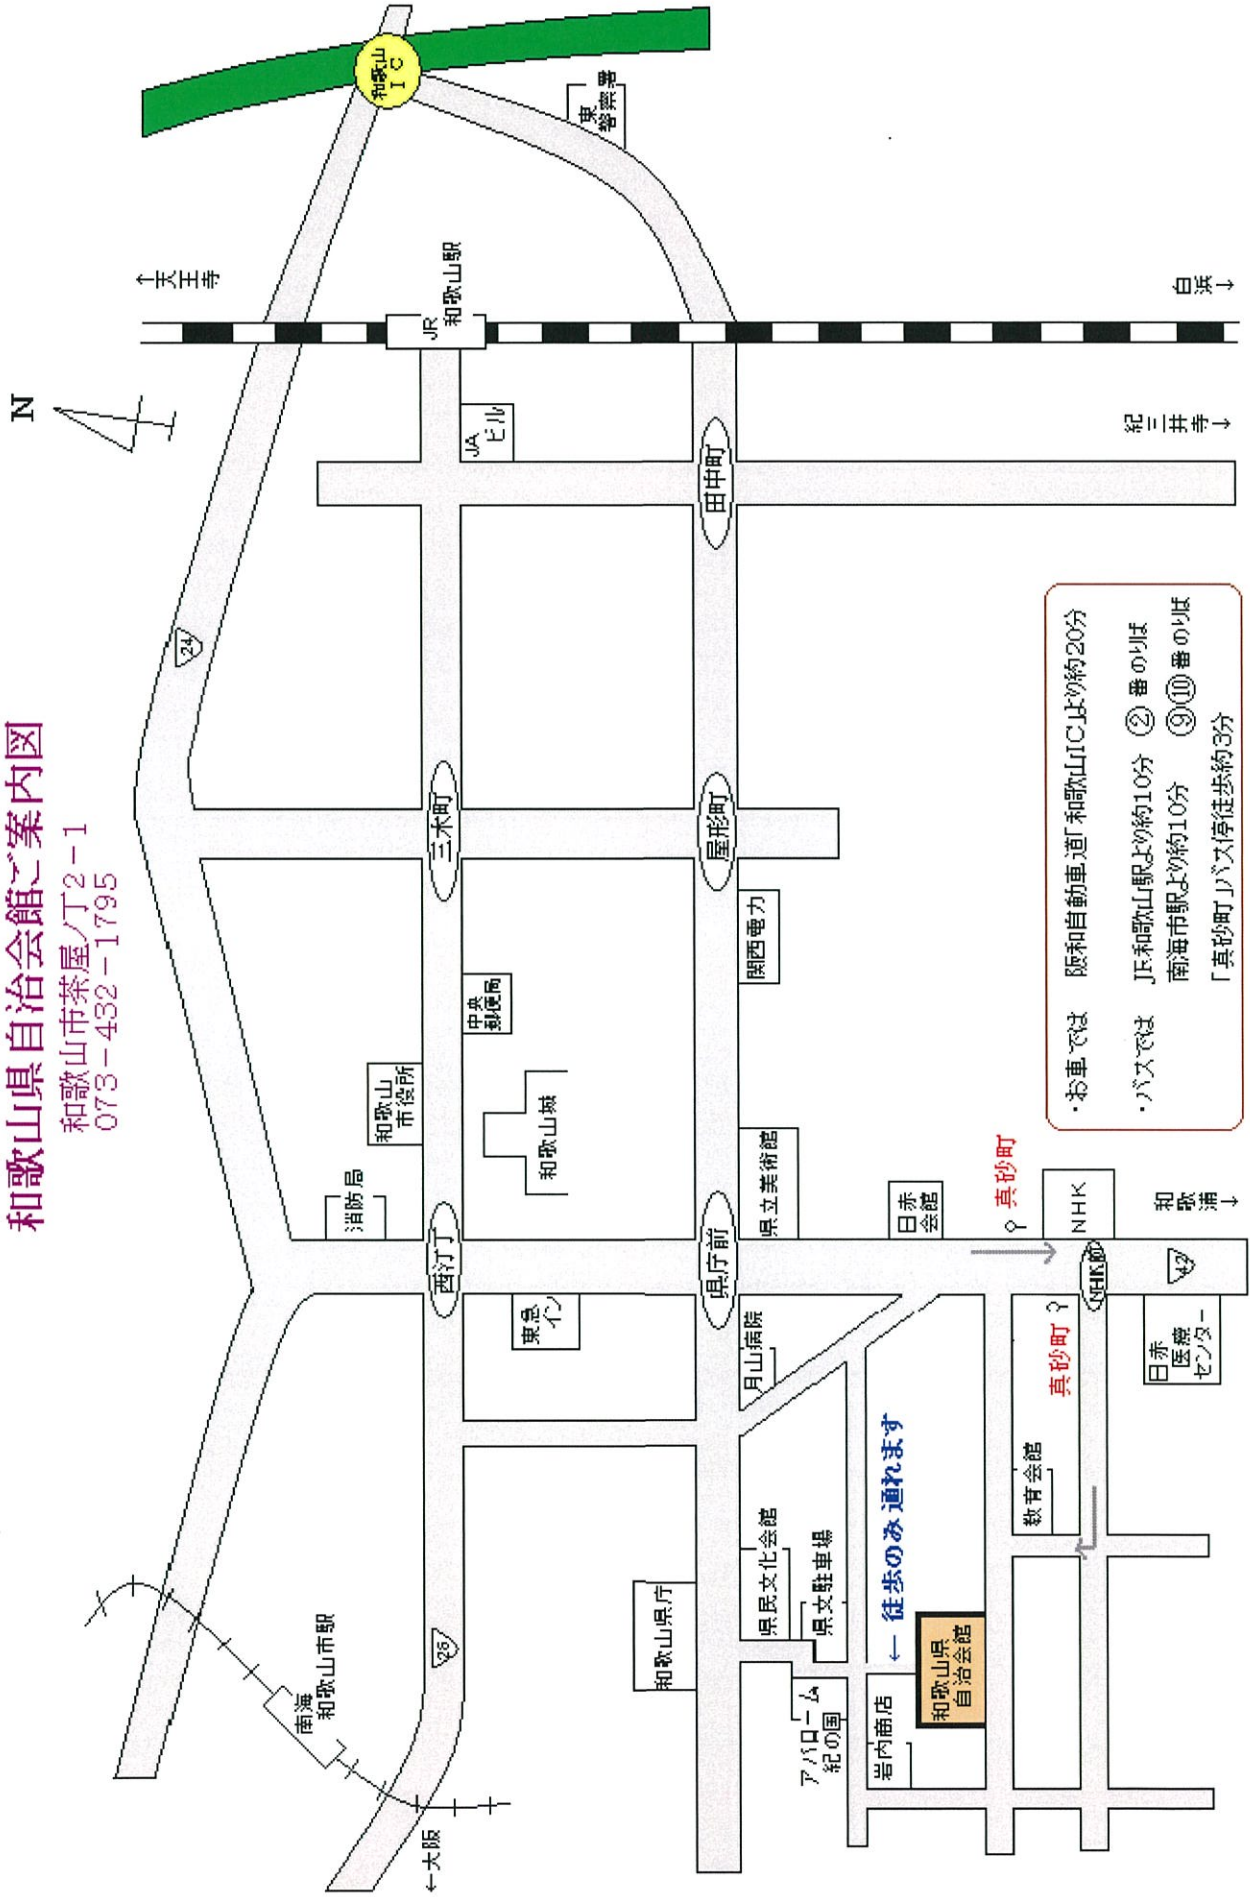 和歌山県自治会館ご案内図
和歌山市茶屋ノ丁2-1
073-432-1795
N
↑天王寺
和歌山IC
東警察署
24
JR和歌山駅
JAビル
三木町
田中町
屋形町
中央郵便局
関西電力
和歌山市役所
消防局
和歌山城
西汀丁
県庁前
県立美術館
東急イン
月山病院
日赤会館
真砂町
NHK
NHK前
真砂町
42
日赤医療センター
和歌浦↓
紀三井寺↓
白浜↓
南海和歌山市駅
←大阪
26
和歌山県庁
県民文化会館
県文駐車場
←徒歩のみ通れます
アバローム紀の国
岩内商店
和歌山県自治会館
教育会館
・お車では 阪和自動車道「和歌山IC」より約20分
・バスでは JR和歌山駅より約10分 ②番のりば
南海市駅より約10分 ⑨⑩番のりば
「真砂町」バス停徒歩約3分